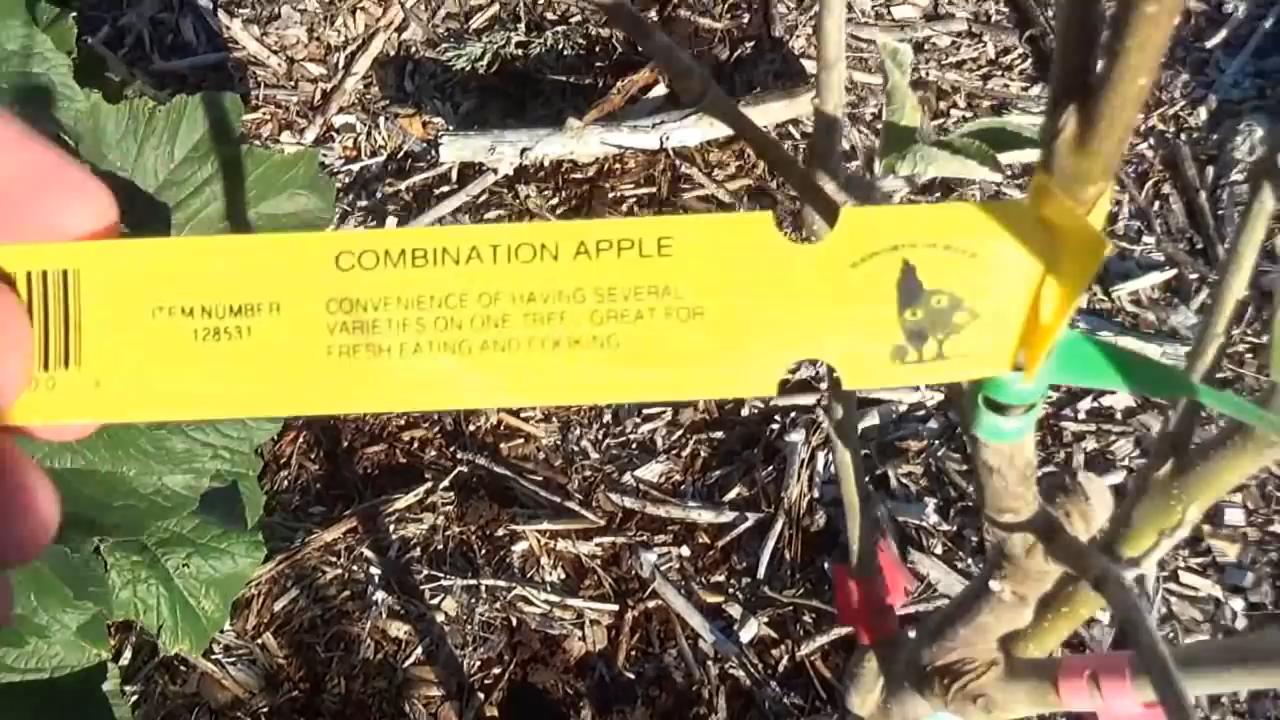 COMBINATION APPLE
ITEM NUMBER
128531
CONVENIENCE OF HAVING SEVERAL
VARIETIES ON ONE TREE. GREAT FOR
FRESH EATING AND COOKING